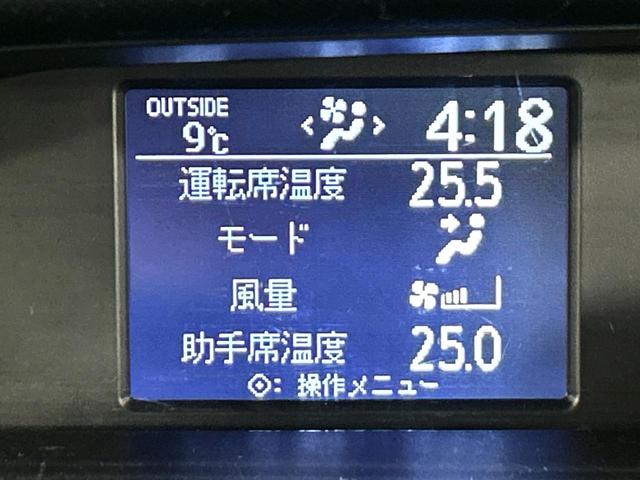 OUTSIDE
9℃ < > 4:18
運転席温度 25.5
モード
風量
助手席温度 25.0
◇: 操作メニュー